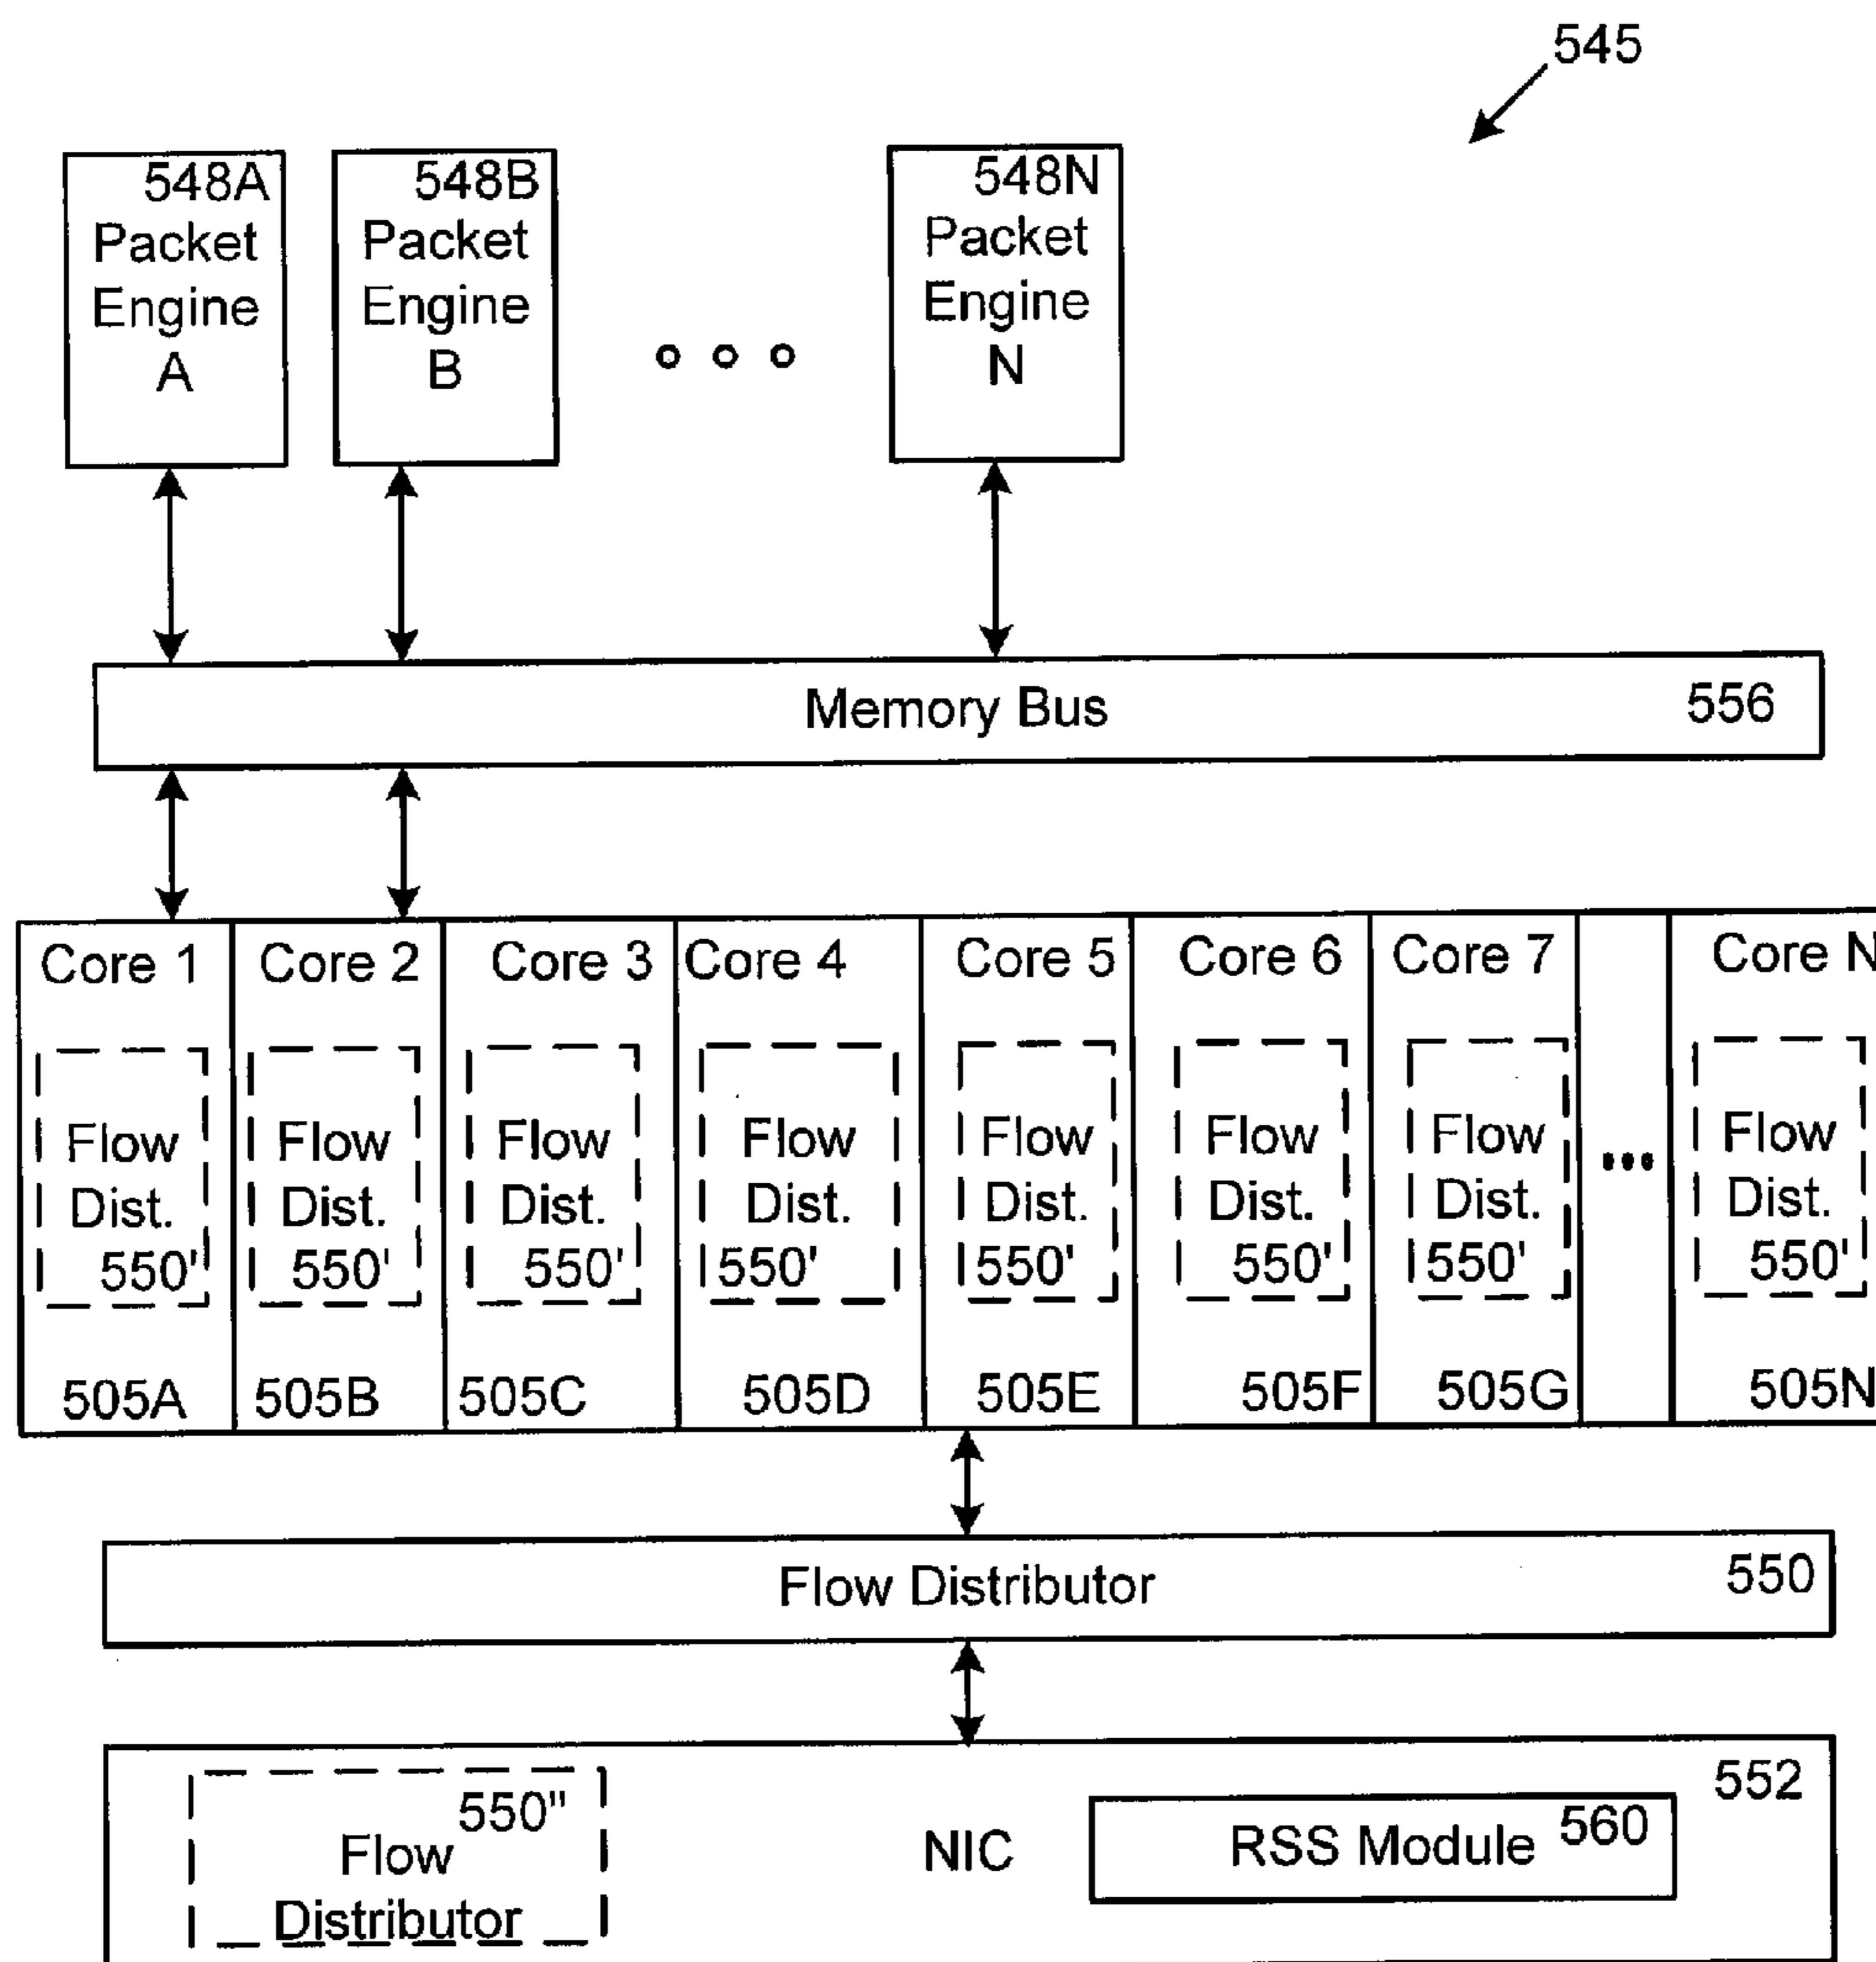 545
548A
Packet
Engine
A
548B
Packet
Engine
B
548N
Packet
Engine
N
Memory Bus
556
Core 1
Flow
Dist.
550'
505A
Core 2
Flow
Dist.
550'
505B
Core 3
Flow
Dist.
550'
505C
Core 4
Flow
Dist.
550'
505D
Core 5
Flow
Dist.
550'
505E
Core 6
Flow
Dist.
550'
505F
Core 7
Flow
Dist.
550'
505G
Core N
Flow
Dist.
550'
505N
Flow Distributor
550
552
550"
Flow
Distributor
NIC
RSS Module
560